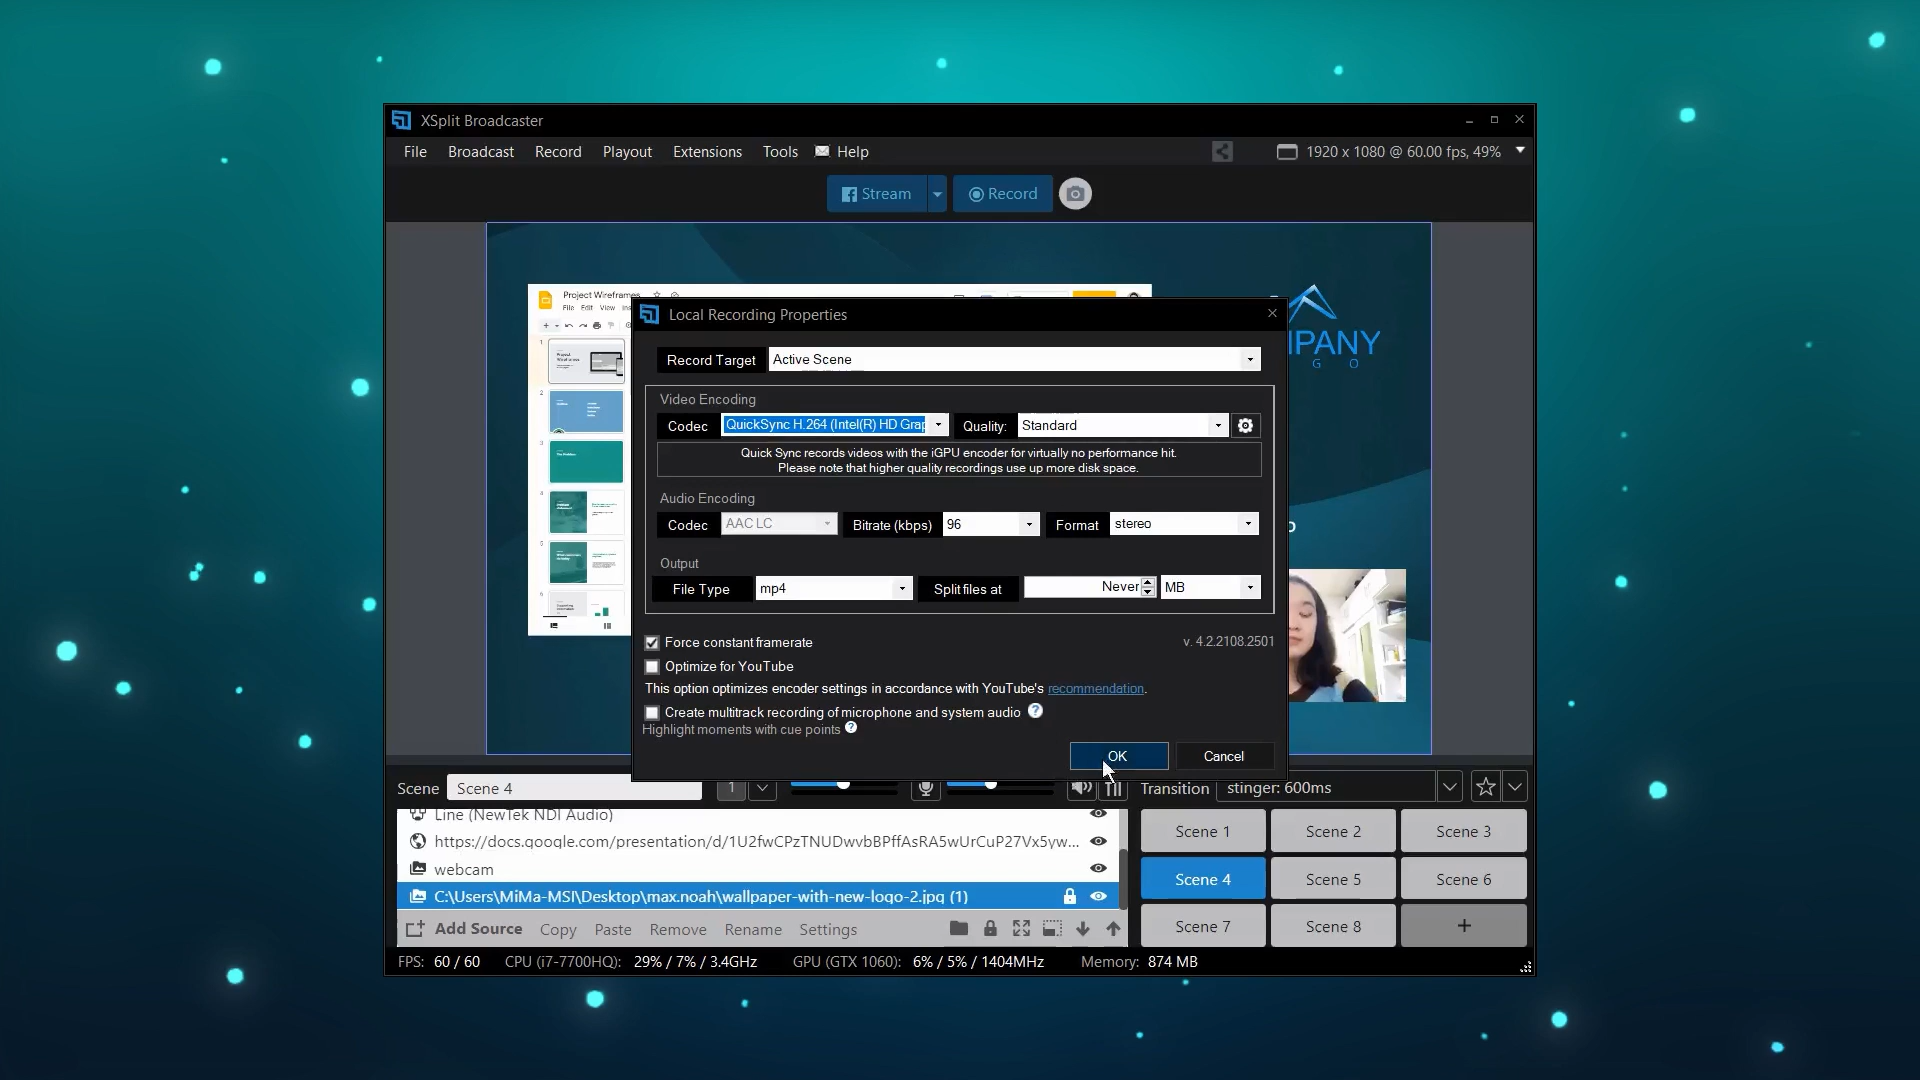 XSplit Broadcaster
File Broadcast Record Playout Extensions Tools Help
1920 x 1080 @ 60.00 fps, 49%
Stream Record
Project Wireframes
File Edit View
MPANY
G O
Local Recording Properties
Record Target Active Scene
Video Encoding
Codec QuickSync H.264 (Intel(R) HD Grap Quality: Standard
Quick Sync records videos with the iGPU encoder for virtually no performance hit.
Please note that higher quality recordings use up more disk space.
Audio Encoding
Codec AAC LC Bitrate (kbps) 96 Format stereo
Output
File Type mp4 Split files at Never MB
Force constant framerate
v. 4.2.2108.2501
Optimize for YouTube
This option optimizes encoder settings in accordance with YouTube's recommendation.
Create multitrack recording of microphone and system audio ?
Highlight moments with cue points ?
OK Cancel
Scene Scene 4 1 Transition stinger: 600ms
Line (NewTek NDI Audio)
https://docs.google.com/presentation/d/1U2fwCPzTNUDwvbBPffAsRA5wUrCuP27Vx5yw...
webcam
C:\Users\MiMa-MSI\Desktop\max.noah\wallpaper-with-new-logo-2.jpg (1)
Add Source Copy Paste Remove Rename Settings
Scene 1 Scene 2 Scene 3
Scene 4 Scene 5 Scene 6
Scene 7 Scene 8 +
FPS: 60 / 60 CPU (i7-7700HQ): 29% / 7% / 3.4GHz GPU (GTX 1060): 6% / 5% / 1404MHz Memory: 874 MB